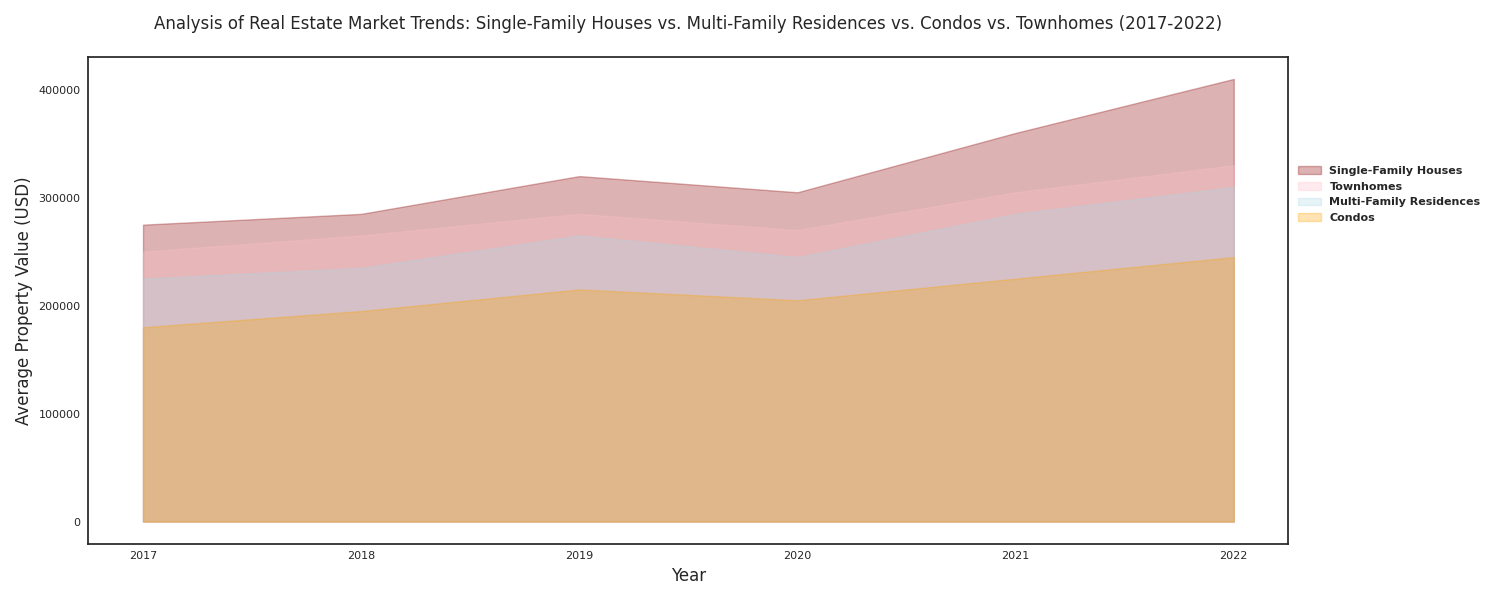 Analysis of Real Estate Market Trends: Single-Family Houses vs. Multi-Family Residences vs. Condos vs. Townhomes (2017-2022)
Average Property Value (USD)
400000
300000
200000
100000
0
2017 2018 2019 2020 2021 2022
Year
Single-Family Houses
Townhomes
Multi-Family Residences
Condos